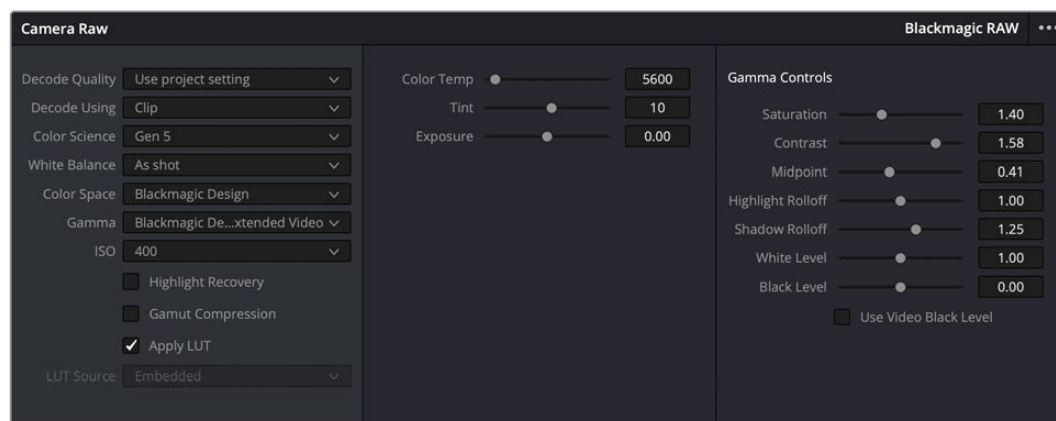 Camera Raw
Blackmagic RAW
Decode Quality Use project setting
Decode Using Clip
Color Science Gen 5
White Balance As shot
Color Space Blackmagic Design
Gamma Blackmagic De...xtended Video
ISO 400
Highlight Recovery
Gamut Compression
Apply LUT
LUT Source Embedded
Color Temp 5600
Tint 10
Exposure 0.00
Gamma Controls
Saturation 1.40
Contrast 1.58
Midpoint 0.41
Highlight Rolloff 1.00
Shadow Rolloff 1.25
White Level 1.00
Black Level 0.00
Use Video Black Level